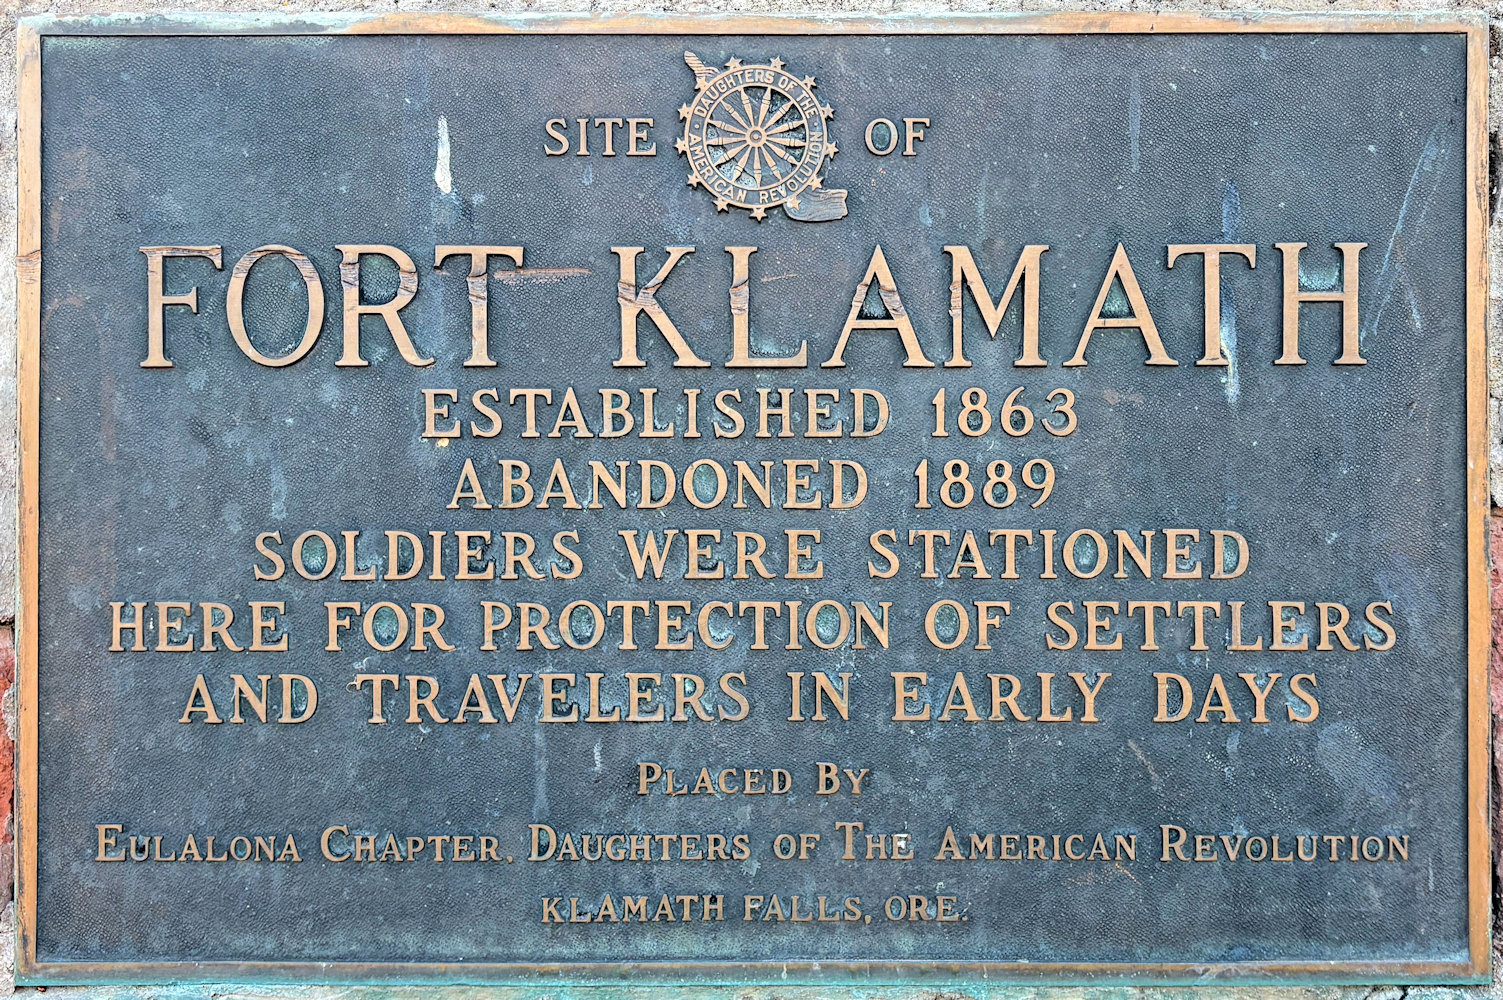 SITE OF
DAUGHTERS OF THE
AMERICAN REVOLUTION
FORT KLAMATH
ESTABLISHED 1863
ABANDONED 1889
SOLDIERS WERE STATIONED
HERE FOR PROTECTION OF SETTLERS
AND TRAVELERS IN EARLY DAYS
PLACED BY
EULALONA CHAPTER, DAUGHTERS OF THE AMERICAN REVOLUTION
KLAMATH FALLS, ORE.